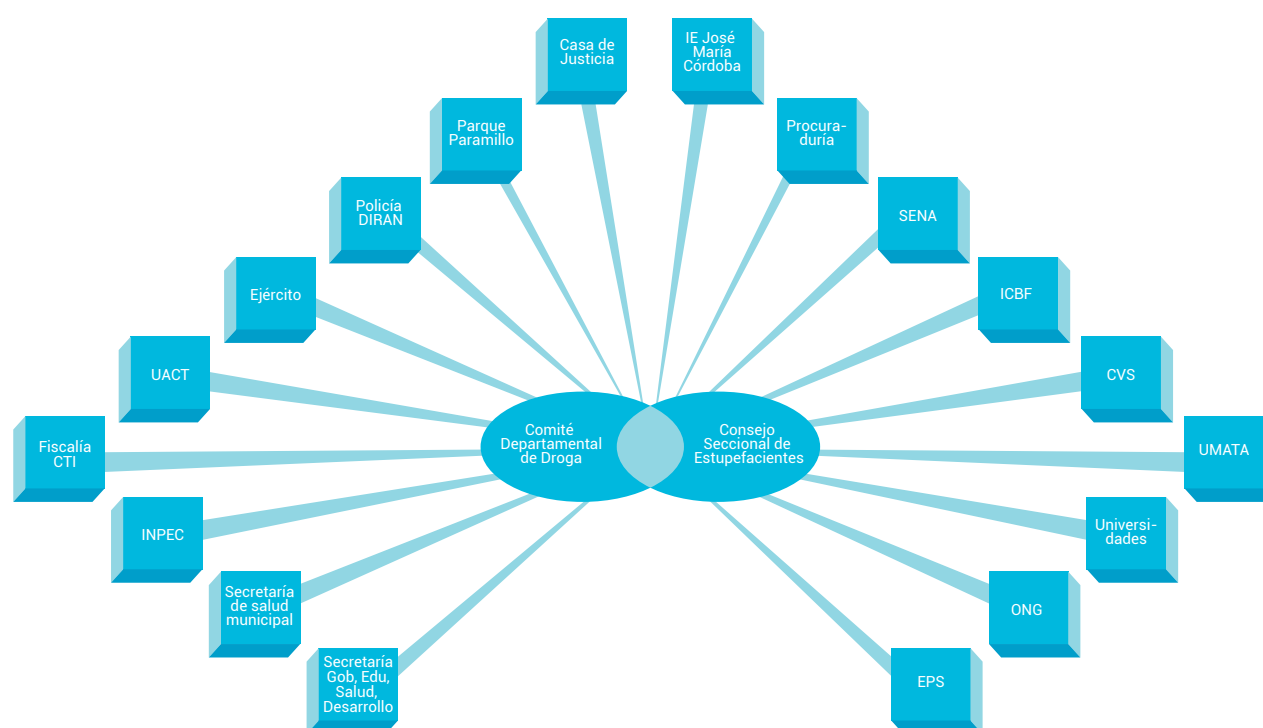 Casa de
Justicia
IE José
María
Córdoba
Parque
Paramillo
Procura-
duría
Policía
DIRAN
SENA
Ejército
ICBF
UACT
CVS
Fiscalía
CTI
Comité
Departamental
de Droga
Consejo
Seccional de
Estupefacientes
UMATA
INPEC
Universi-
dades
Secretaría
de salud
municipal
ONG
Secretaría
Gob, Edu,
Salud,
Desarrollo
EPS